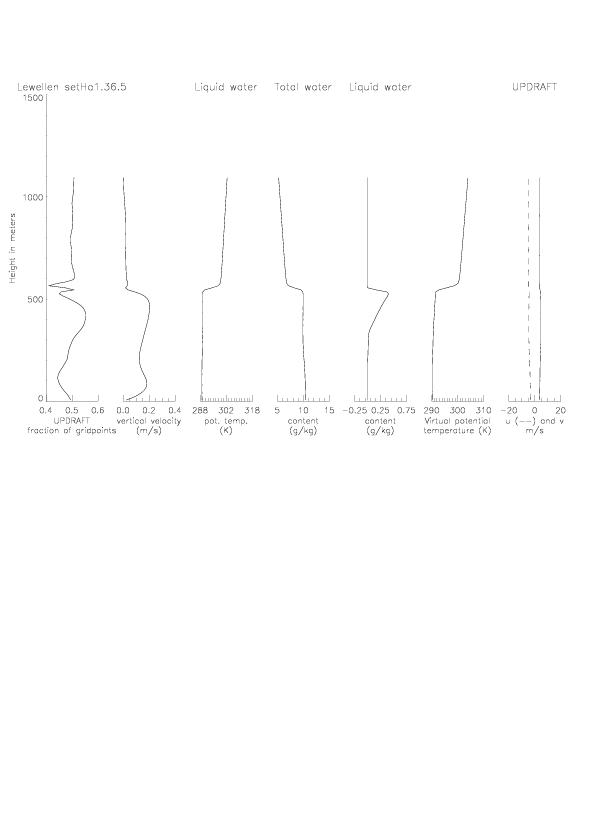 Lewellen setHa1.36.5 Liquid water Total water Liquid water UPDRAFT
1500
1000
Height in meters
500
0
0.4 0.5 0.6 0.0 0.2 0.4 288 302 318 5 10 15 -0.25 0.25 0.75 290 300 310 -20 0 20
UPDRAFT vertical velocity pot. temp. content content Virtual potential u (--) and v
fraction of gridpoints (m/s) (K) (g/kg) (g/kg) temperature (K) m/s